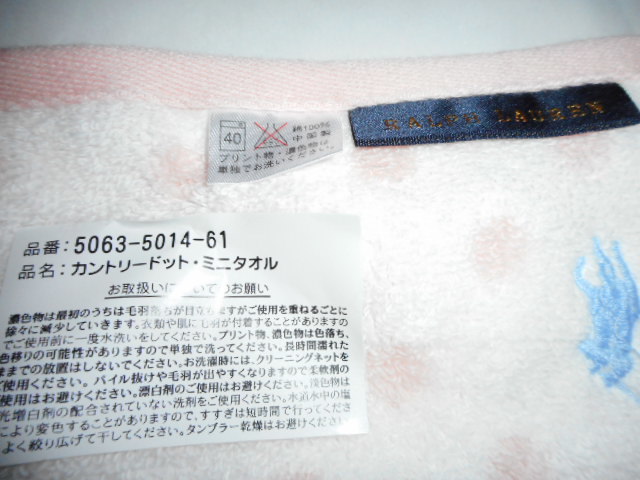 RALPH LAUREN
40
綿100%
中国製
プリント物・濃色物は
単独でお洗いください。
品番:5063-5014-61
品名:カントリードット・ミニタオル
お取扱いについてのお願い
濃色物は最初のうちは毛羽落ちが目立ちますがご使用を重ねるごとに
徐々に減少していきます。衣類や肌に毛羽が付着することがありますの
でご使用前に一度水洗いをしてください。プリント物、濃色物は色落ち、
色移りの可能性がありますので単独で洗ってください。長時間濡れた
ままでの放置はしないでください。お洗濯時には、クリーニングネットを
ご使用ください。パイル抜けや毛羽が出やすくなりますので柔軟剤の
ご使用はお避けください。漂白剤のご使用はお避けください。淡色物は
光増白剤の配合されていない洗剤をご使用ください。水道水中の塩
により変色することがありますので、すすぎは短時間で行ってくださ
よく絞り広げて干してください。タンブラー乾燥はお避けください。